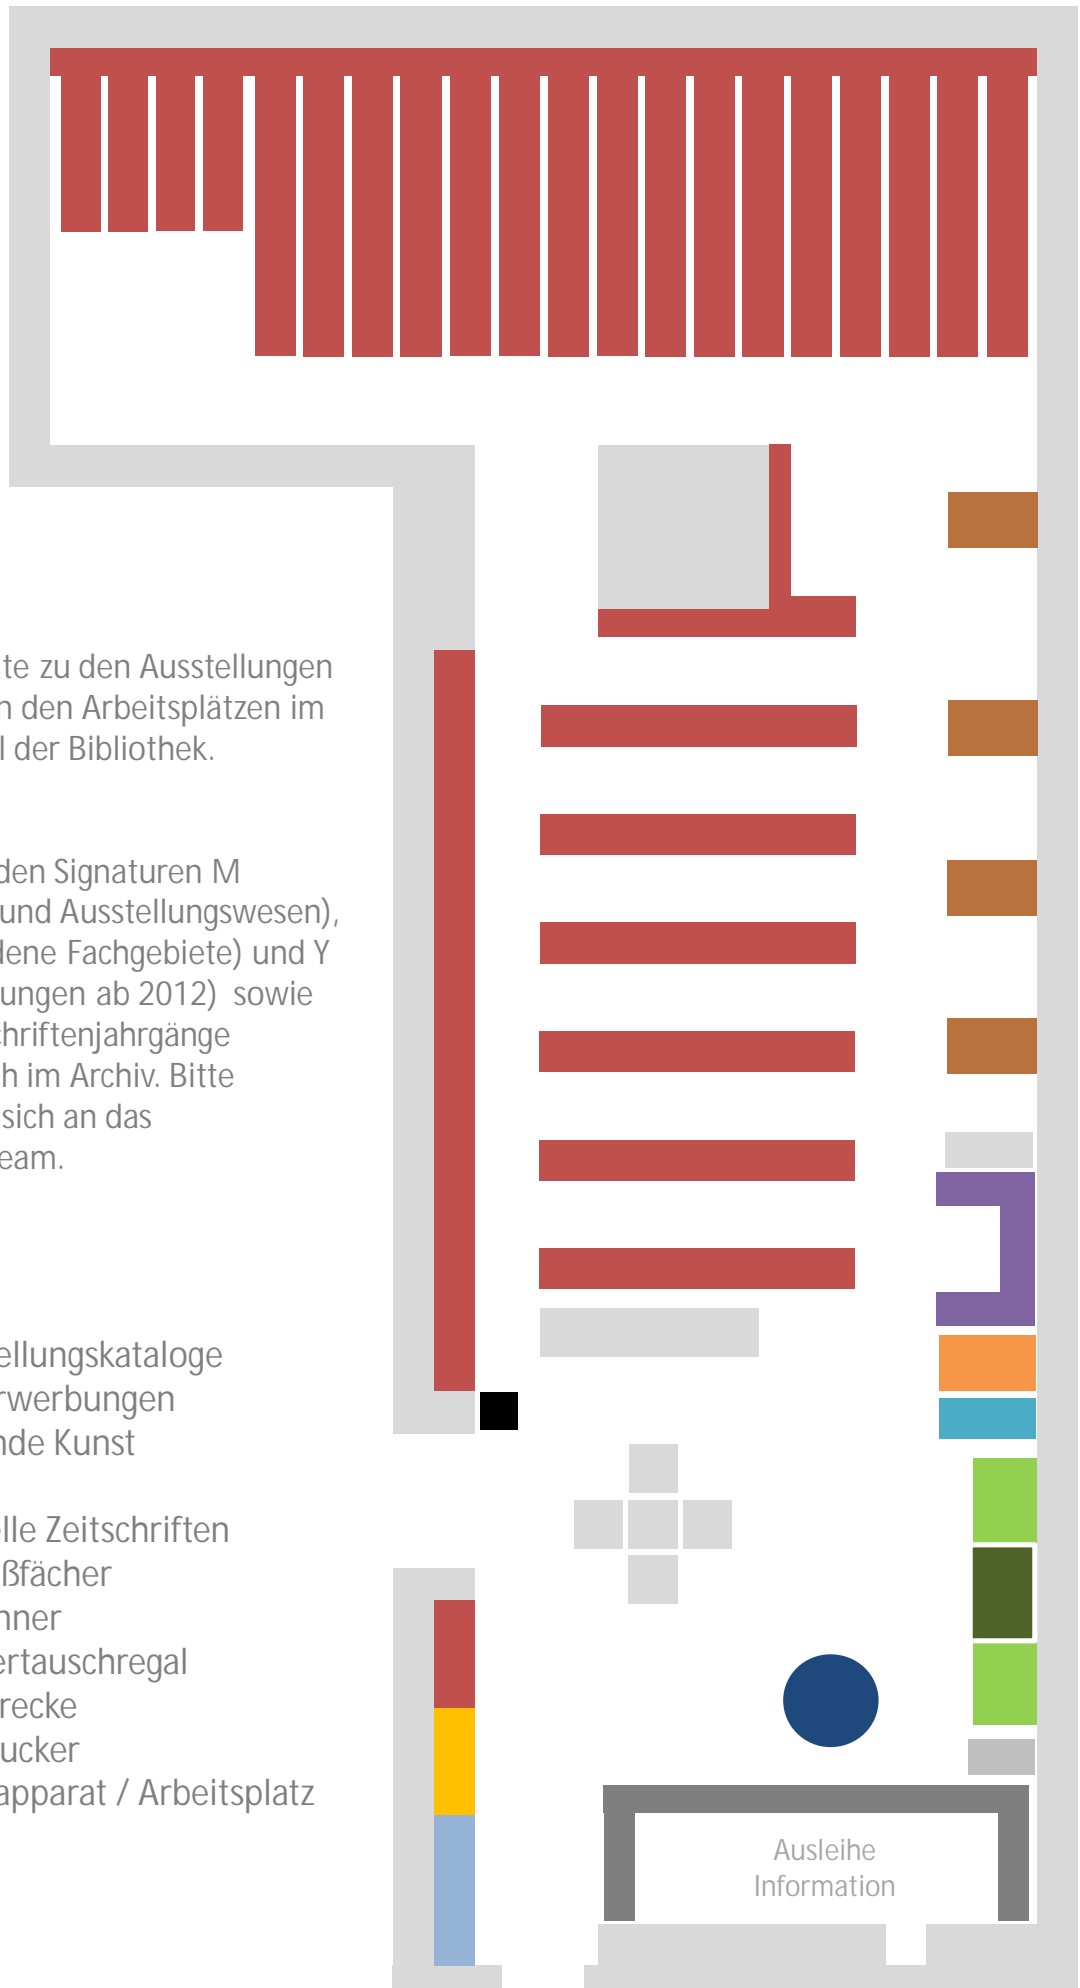 te zu den Ausstellungen
n den Arbeitsplätzen im
l der Bibliothek.
den Signaturen M
und Ausstellungswesen),
dene Fachgebiete) und Y
ungen ab 2012) sowie
chriftenjahrgänge
h im Archiv. Bitte
sich an das
eam.
ellungskataloge
rwerbungen
nde Kunst
lle Zeitschriften
ßfächer
nner
ertauschregal
recke
ucker
apparat / Arbeitsplatz
Ausleihe
Information